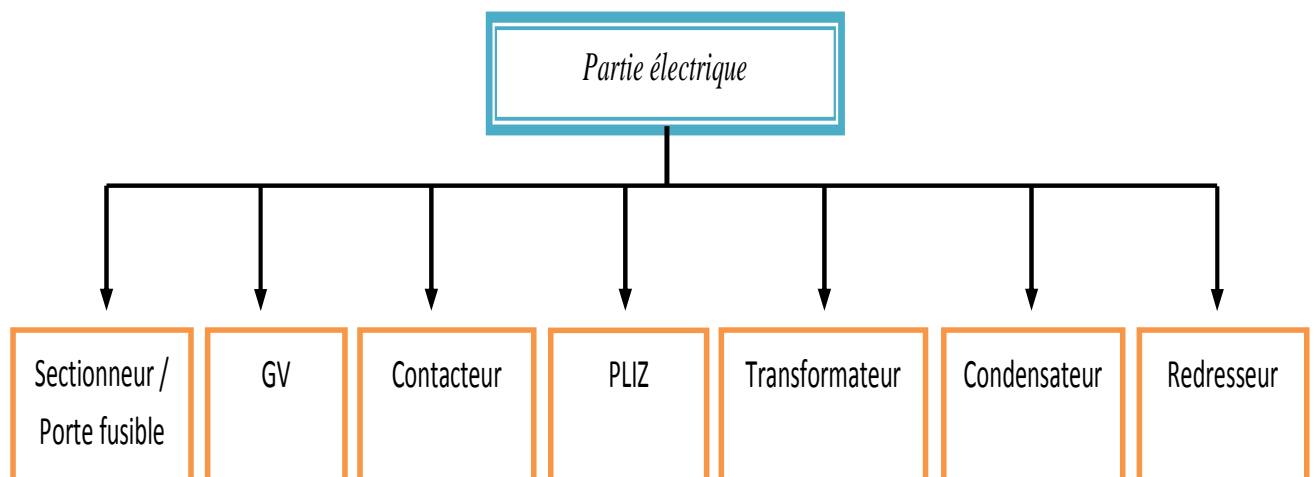 Partie électrique
Sectionneur /
Porte fusible
GV
Contacteur
PLIZ
Transformateur
Condensateur
Redresseur